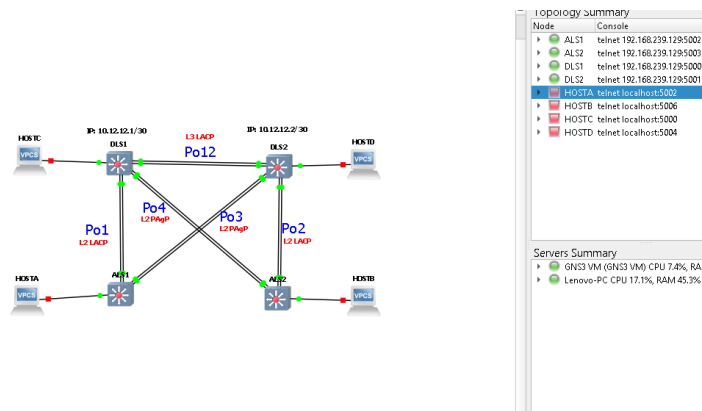 IP: 10.12.12.1/30
L3 LACP
IP: 10.12.12.2/30
HOSTC
DLS1
Po12
DLS2
HOSTD
VPCS
VPCS
Po4
L2 PAgP
Po3
L2 PAgP
Po1
L2 LACP
Po2
L2 LACP
HOSTA
ALS1
ALS2
HOSTB
VPCS
VPCS
Topology Summary
Node Console
ALS1 telnet 192.168.239.129:5002
ALS2 telnet 192.168.239.129:5003
DLS1 telnet 192.168.239.129:5000
DLS2 telnet 192.168.239.129:5001
HOSTA telnet localhost:5002
HOSTB telnet localhost:5006
HOSTC telnet localhost:5000
HOSTD telnet localhost:5004
Servers Summary
GNS3 VM (GNS3 VM) CPU 7.4%, RA
Lenovo-PC CPU 17.1%, RAM 45.3%